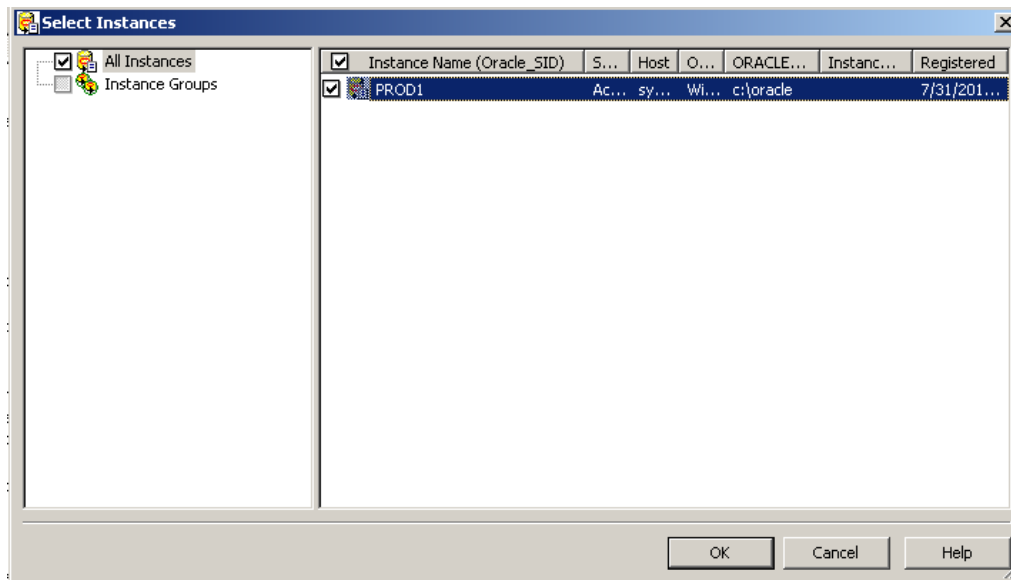 Select Instances
All Instances
Instance Groups
Instance Name (Oracle_SID) S... Host O... ORACLE... Instanc... Registered
PROD1 Ac... sy... Wi... c:\oracle 7/31/201...
OK Cancel Help